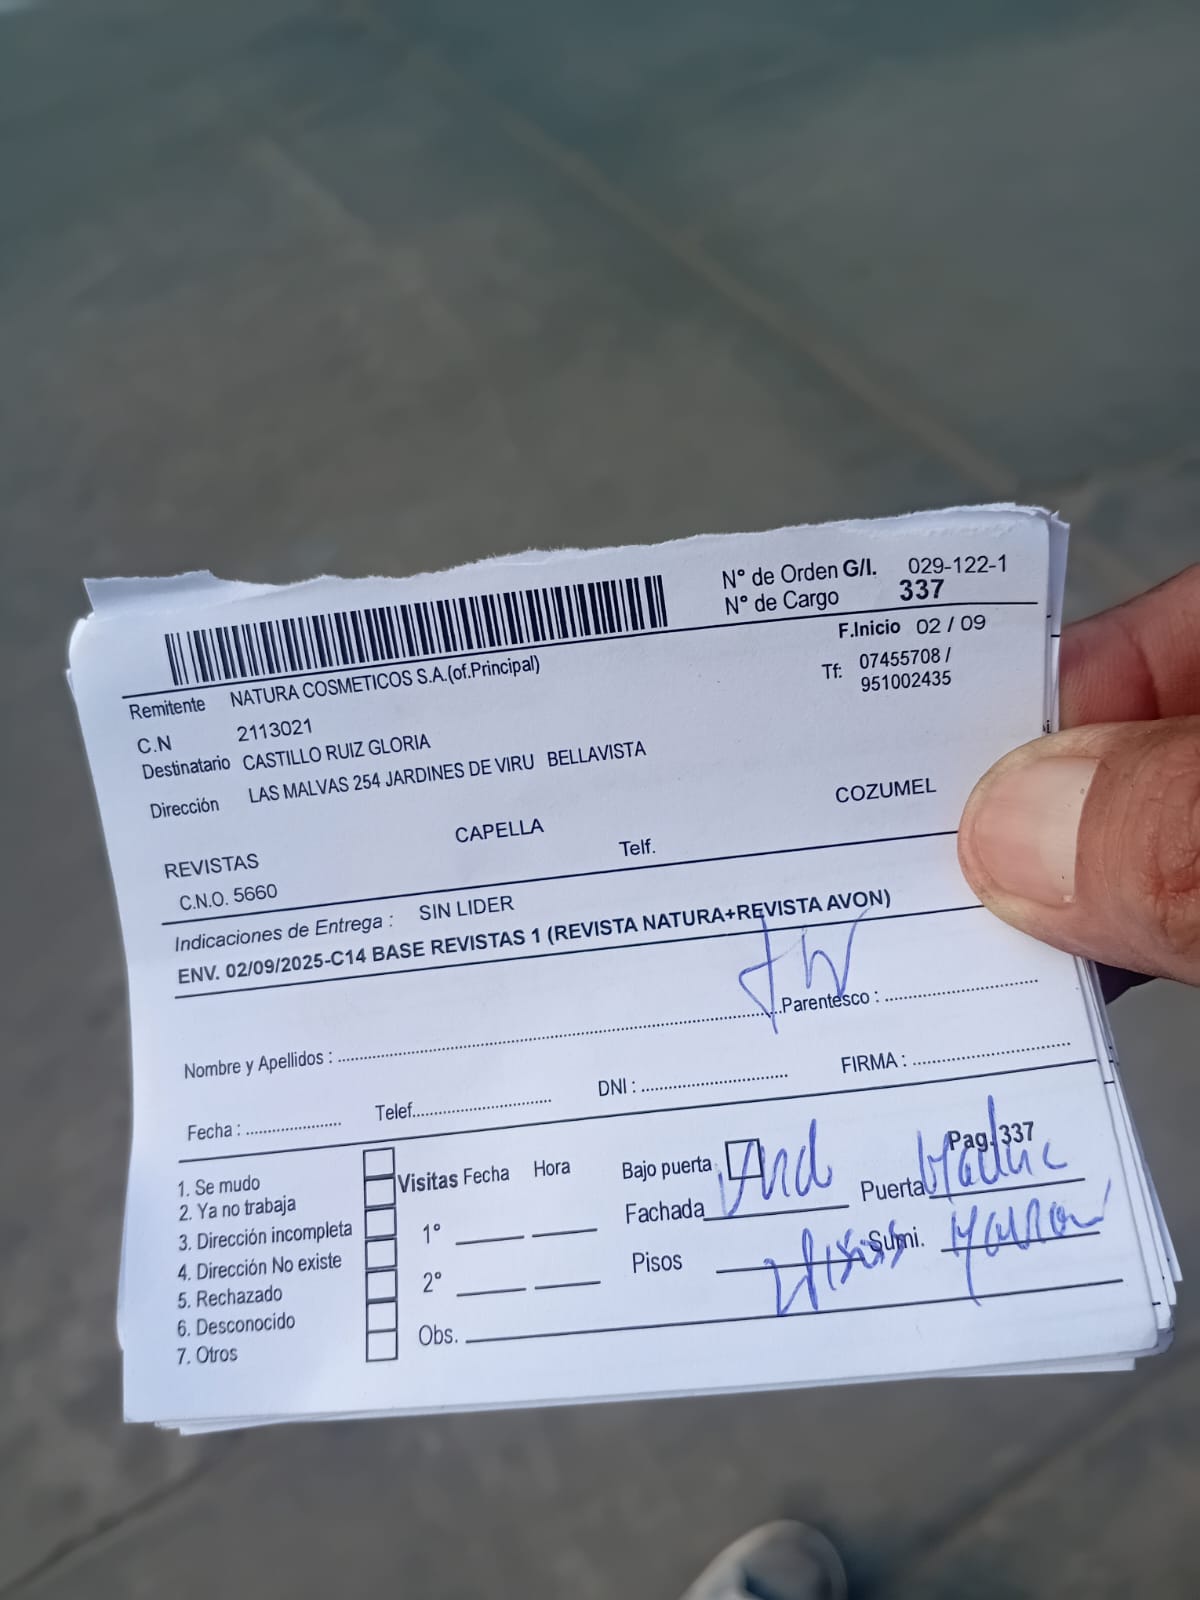 N° de Orden G/I. 029-122-1
N° de Cargo 337
F.Inicio 02 / 09
Remitente NATURA COSMETICOS S.A.(of.Principal)
Tf: 07455708 /
951002435
C.N 2113021
Destinatario CASTILLO RUIZ GLORIA
Dirección LAS MALVAS 254 JARDINES DE VIRU BELLAVISTA
REVISTAS CAPELLA COZUMEL
C.N.O. 5660 Telf.
Indicaciones de Entrega : SIN LIDER
ENV. 02/09/2025-C14 BASE REVISTAS 1 (REVISTA NATURA+REVISTA AVON)
Nombre y Apellidos : Parentesco :
Fecha : Telef. DNI : FIRMA :
Pag. 337
1. Se mudo Visitas Fecha Hora Bajo puerta
2. Ya no trabaja Fachada Puerta
3. Dirección incompleta 1°
4. Dirección No existe Pisos Sumi.
5. Rechazado 2°
6. Desconocido Obs.
7. Otros